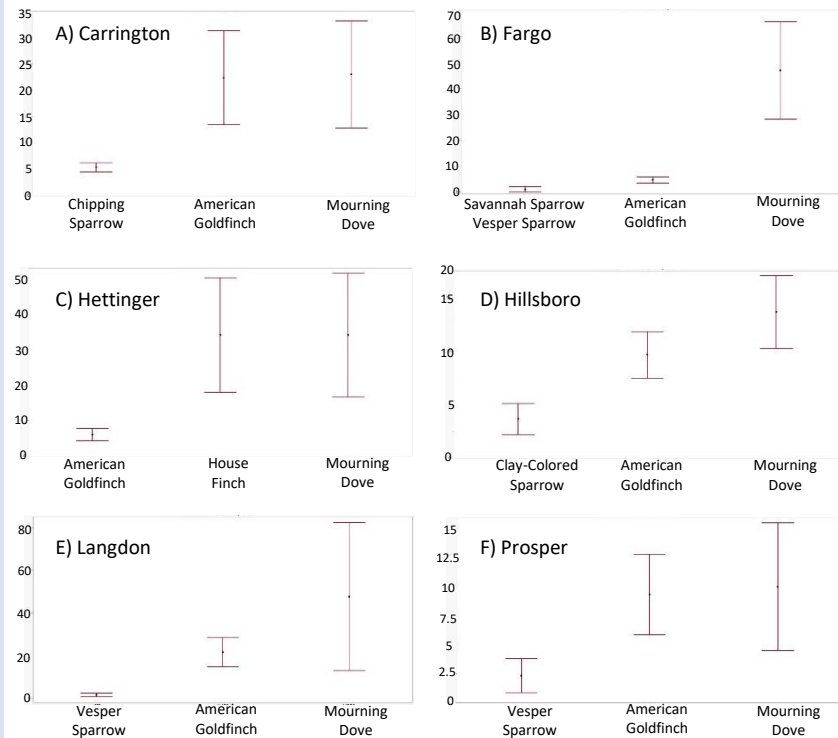 A) Carrington
35
30
25
20
15
10
5
0
Chipping Sparrow
American Goldfinch
Mourning Dove
B) Fargo
70
60
50
40
30
20
10
0
Savannah Sparrow
Vesper Sparrow
American Goldfinch
Mourning Dove
C) Hettinger
50
40
30
20
10
0
American Goldfinch
House Finch
Mourning Dove
D) Hillsboro
20
15
10
5
0
Clay-Colored Sparrow
American Goldfinch
Mourning Dove
E) Langdon
80
60
40
20
0
Vesper Sparrow
American Goldfinch
Mourning Dove
F) Prosper
15
12.5
10
7.5
5
2.5
0
Vesper Sparrow
American Goldfinch
Mourning Dove